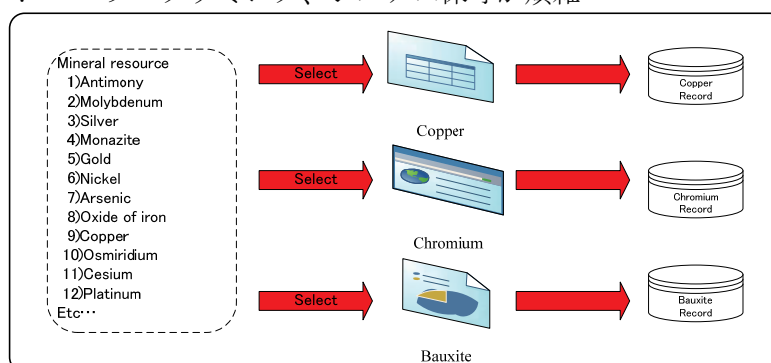 Mineral resource
1)Antimony
2)Molybdenum
3)Silver
4)Monazite
5)Gold
6)Nickel
7)Arsenic
8)Oxide of iron
9)Copper
10)Osmiridium
11)Cesium
12)Platinum
Etc…
Select
Copper
Copper
Record
Select
Chromium
Chromium
Record
Select
Bauxite
Bauxite
Record